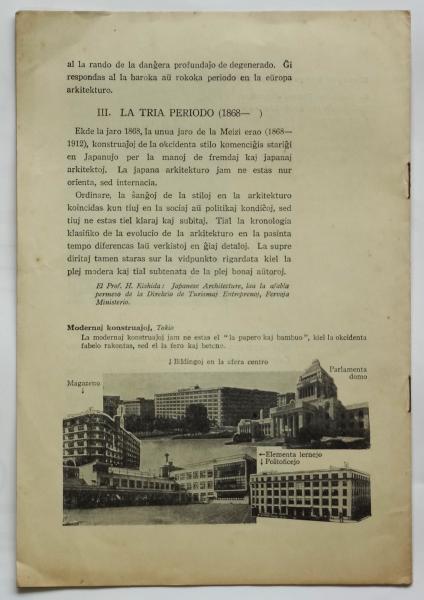 al la rando de la danĝera profundaĵo de degenerado. Ĝi
respondas al la baroka aŭ rokoka periodo en la eŭropa
arkitekturo.
III. LA TRIA PERIODO (1868— )
Ekde la jaro 1868, la unua jaro de la Meizi erao (1868—
1912), konstruaĵoj de la okcidenta stilo komenciĝis stariĝi
en Japanujo per la manoj de fremdaj kaj japanaj
arkitektoj. La japana arkitekturo jam ne estas nur
orienta, sed internacia.
Ordinare, la ŝanĝoj de la stiloj en la arkitekturo
koincidas kun tiuj en la sociaj aŭ politikaj kondiĉoj, sed
tiuj ne estas tiel klaraj kaj subitaj. Tial la kronologia
klasifiko de la evolucio de la arkitekturo en la pasinta
tempo diferencas laŭ verkistoj en ĝiaj detaloj. La supre
diritaj tamen staras sur la vidpunkto rigardata kiel la
plej modera kaj tial subtenata de la plej bonaj aŭtoroj.
El Prof. H. Kishida: Japanese Architecture, laŭ la afabla
permeso de la Direkcio de Turismaj Entreprenoj, Fervoja
Ministerio.
Modernaj konstruaĵoj, Tokio
La modernaj konstruaĵoj jam ne estas el "la papero kaj bambuo", kiel la okcidenta
fabelo rakontas, sed el la fero kaj betono.
↓ Bildingoj en la afera centro
Parlamenta
domo
Magazeno
↓
←Elementa lernejo
↓ Poŝtoficejo